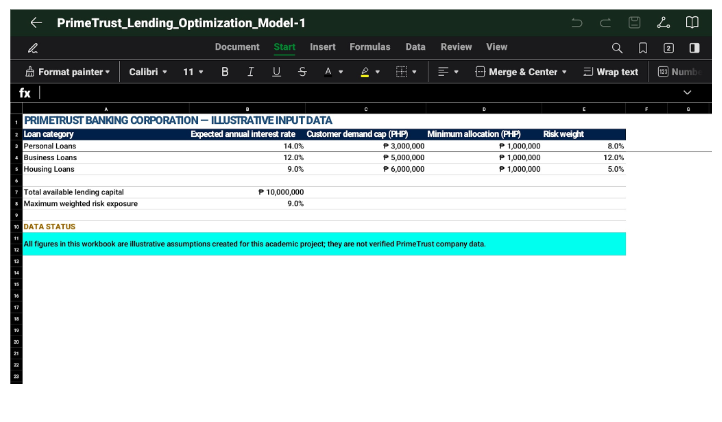 PrimeTrust_Lending_Optimization_Model-1
Document Start Insert Formulas Data Review View 2
Format painter Calibri 11 B I U S A Merge & Center Wrap text 123 Numb
fx
A B C D E F G
1 PRIMETRUST BANKING CORPORATION — ILLUSTRATIVE INPUT DATA
2 Loan category Expected annual interest rate Customer demand cap (PHP) Minimum allocation (PHP) Risk weight
3 Personal Loans 14.0% ₱ 3,000,000 ₱ 1,000,000 8.0%
4 Business Loans 12.0% ₱ 5,000,000 ₱ 1,000,000 12.0%
5 Housing Loans 9.0% ₱ 6,000,000 ₱ 1,000,000 5.0%
6
7 Total available lending capital ₱ 10,000,000
8 Maximum weighted risk exposure 9.0%
9
10 DATA STATUS
11
All figures in this workbook are illustrative assumptions created for this academic project; they are not verified PrimeTrust company data.
12
13
14
15
16
17
18
19
20
21
22
23